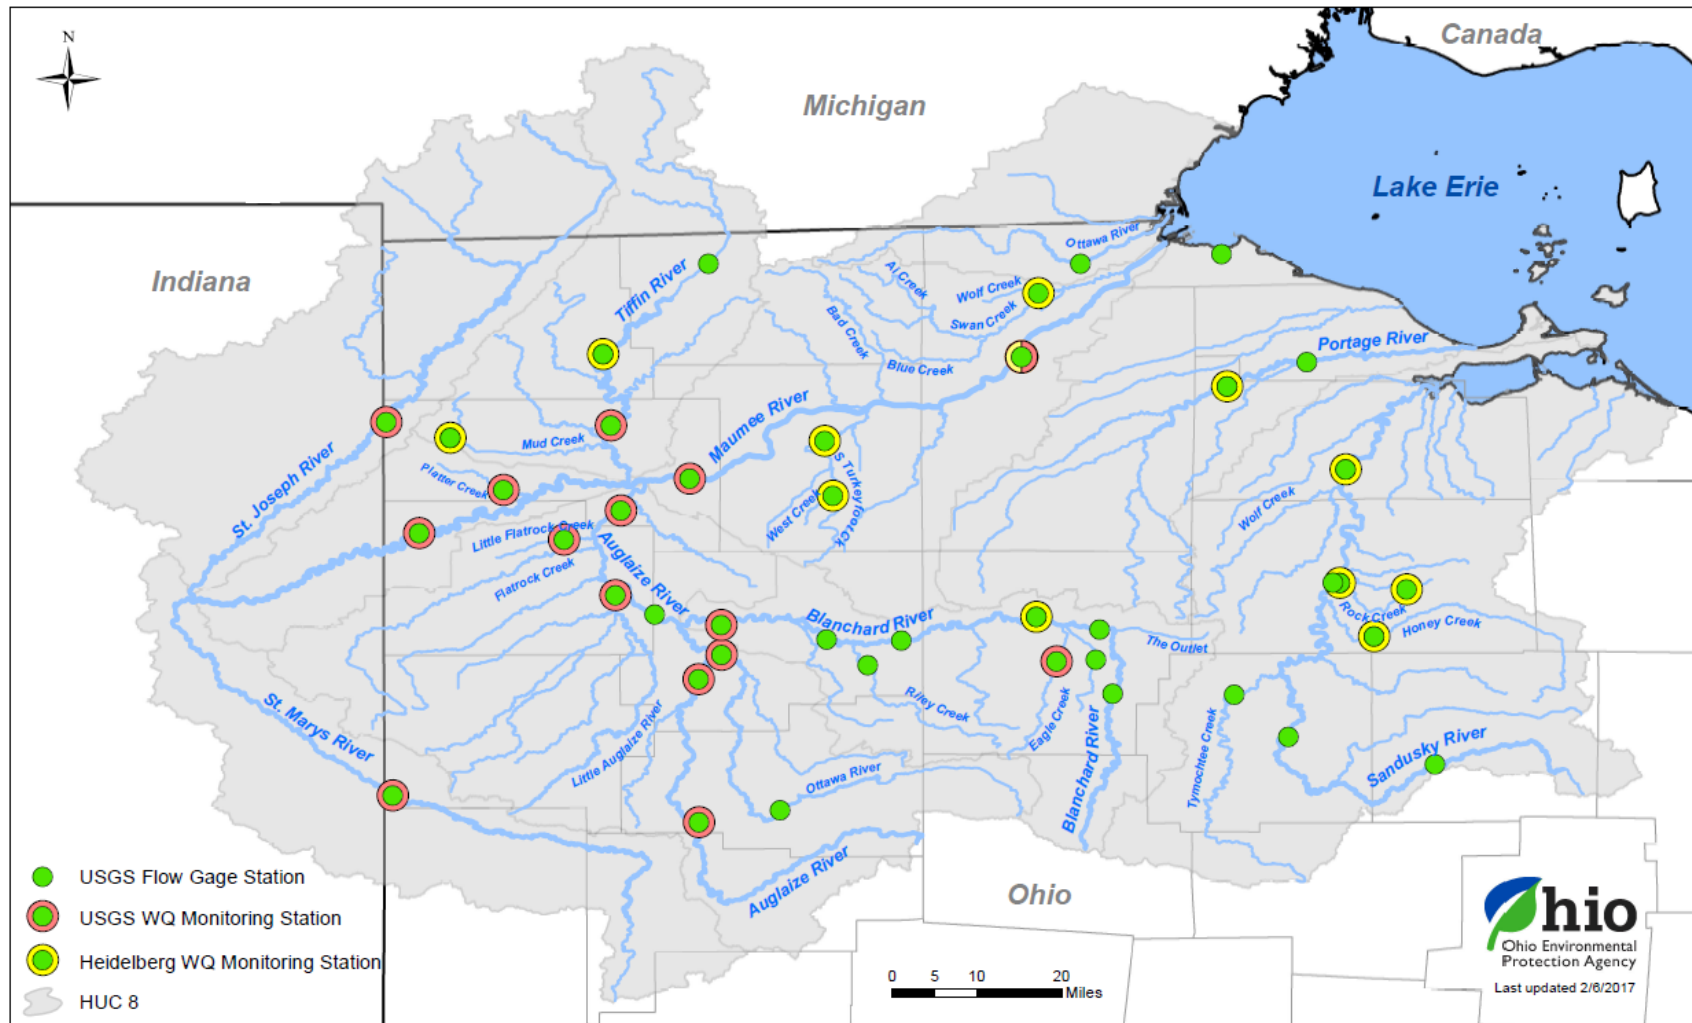 N
Canada
Michigan
Lake Erie
Indiana
Ottawa River
Al Creek
Wolf Creek
Swan Creek
Tiffin River
Bad Creek
Blue Creek
Portage River
Maumee River
Mud Creek
Platter Creek
St. Joseph River
S Turkeyfoot Ck
West Creek
Wolf Creek
Little Flatrock Creek
Flatrock Creek
Auglaize River
Blanchard River
The Outlet
Rock Creek
Honey Creek
Riley Creek
Eagle Creek
Blanchard River
St. Marys River
Little Auglaize River
Ottawa River
Tymochtee Creek
Sandusky River
Auglaize River
Ohio
USGS Flow Gage Station
USGS WQ Monitoring Station
Heidelberg WQ Monitoring Station
HUC 8
0 5 10 20
Miles
Ohio
Ohio Environmental
Protection Agency
Last updated 2/6/2017